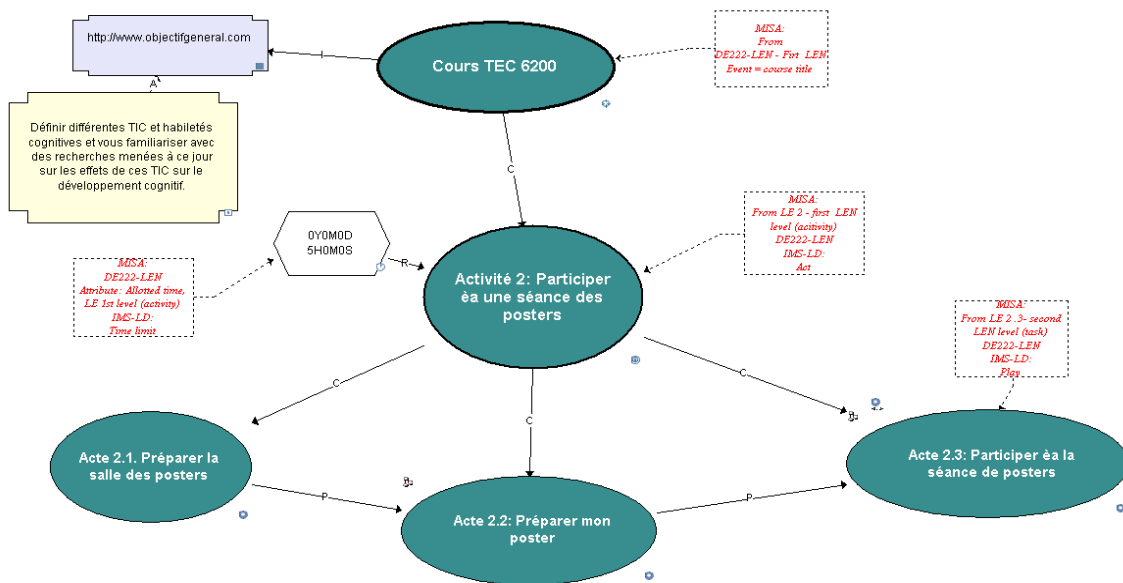 http://www.objectifgeneral.com
I
Cours TEC 6200
MISA:
From
DE222-LEN - Firt LEN
Event = course title
A
Définir différentes TIC et habiletés
cognitives et vous familiariser avec
des recherches menées à ce jour
sur les effets de ces TIC sur le
développement cognitif.
C
MISA:
From LE 2 - first LEN
level (acitivity)
DE222-LEN
IMS-LD:
Act
0Y0M0D
5H0M0S
R
Activité 2: Participer
èa une séance des
posters
MISA:
DE222-LEN
Attribute: Allotted time,
LE 1st level (activity)
IMS-LD:
Time limit
MISA:
From LE 2 .3- second
LEN level (task)
DE222-LEN
IMS-LD:
Play
C
C
C
Acte 2.1. Préparer la
salle des posters
Acte 2.3: Participer èa la
séance de posters
P
P
Acte 2.2: Préparer mon
poster